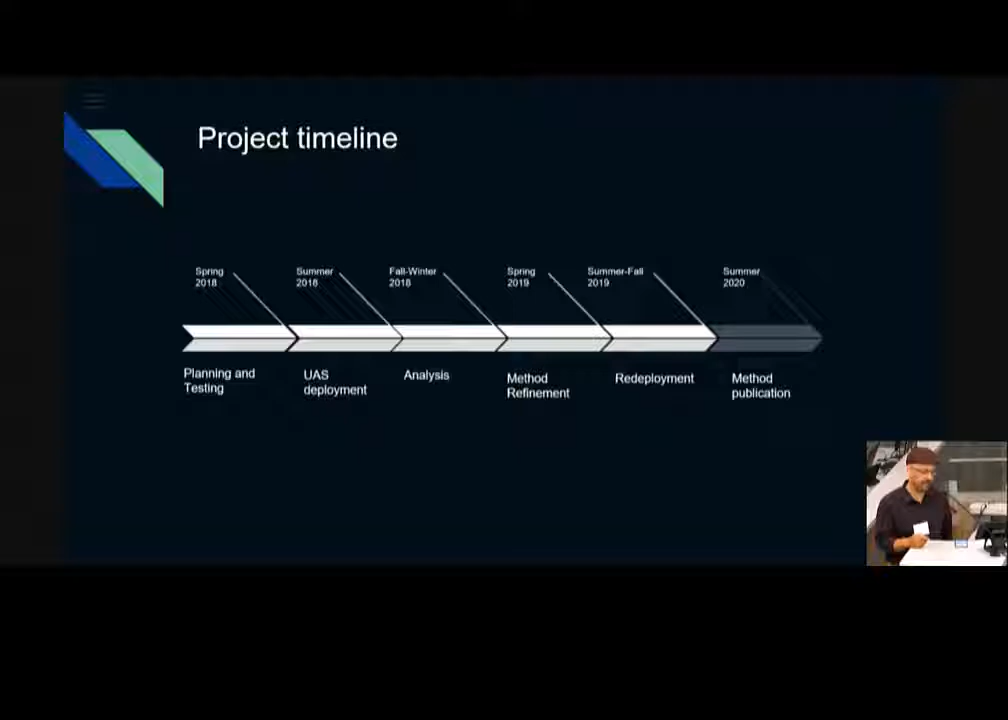 Project timeline
Spring
2018
Summer
2018
Fall-Winter
2018
Spring
2019
Summer-Fall
2019
Summer
2020
Planning and
Testing
UAS
deployment
Analysis
Method
Refinement
Redeployment
Method
publication